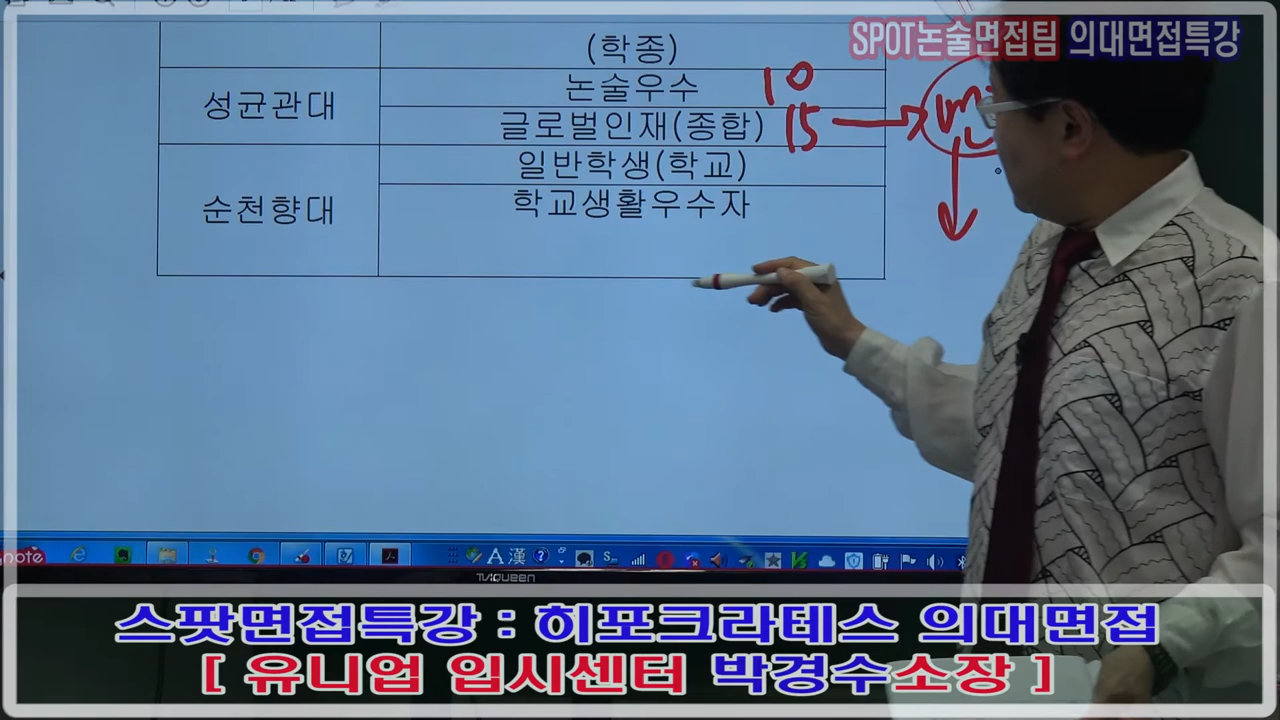 SPOT논술면접팀 의대면접특강
(학종)
성균관대
논술우수 10
글로벌인재(종합) 15
순천향대
일반학생(학교)
학교생활우수자
note
A 漢
TViQUEEN
스팟면접특강 : 히포크라테스 의대면접
[ 유니업 입시센터 박경수소장 ]